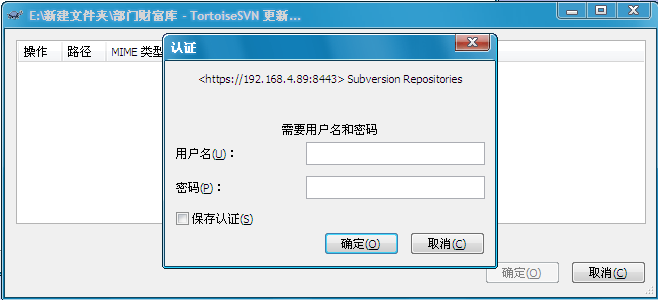 E:\新建文件夹\部门财富库 - TortoiseSVN 更新...
操作 路径 MIME 类型
认证
<https://192.168.4.89:8443> Subversion Repositories
需要用户名和密码
用户名(U)：
密码(P)：
保存认证(S)
确定(O) 取消(C)
确定(O) 取消(C)